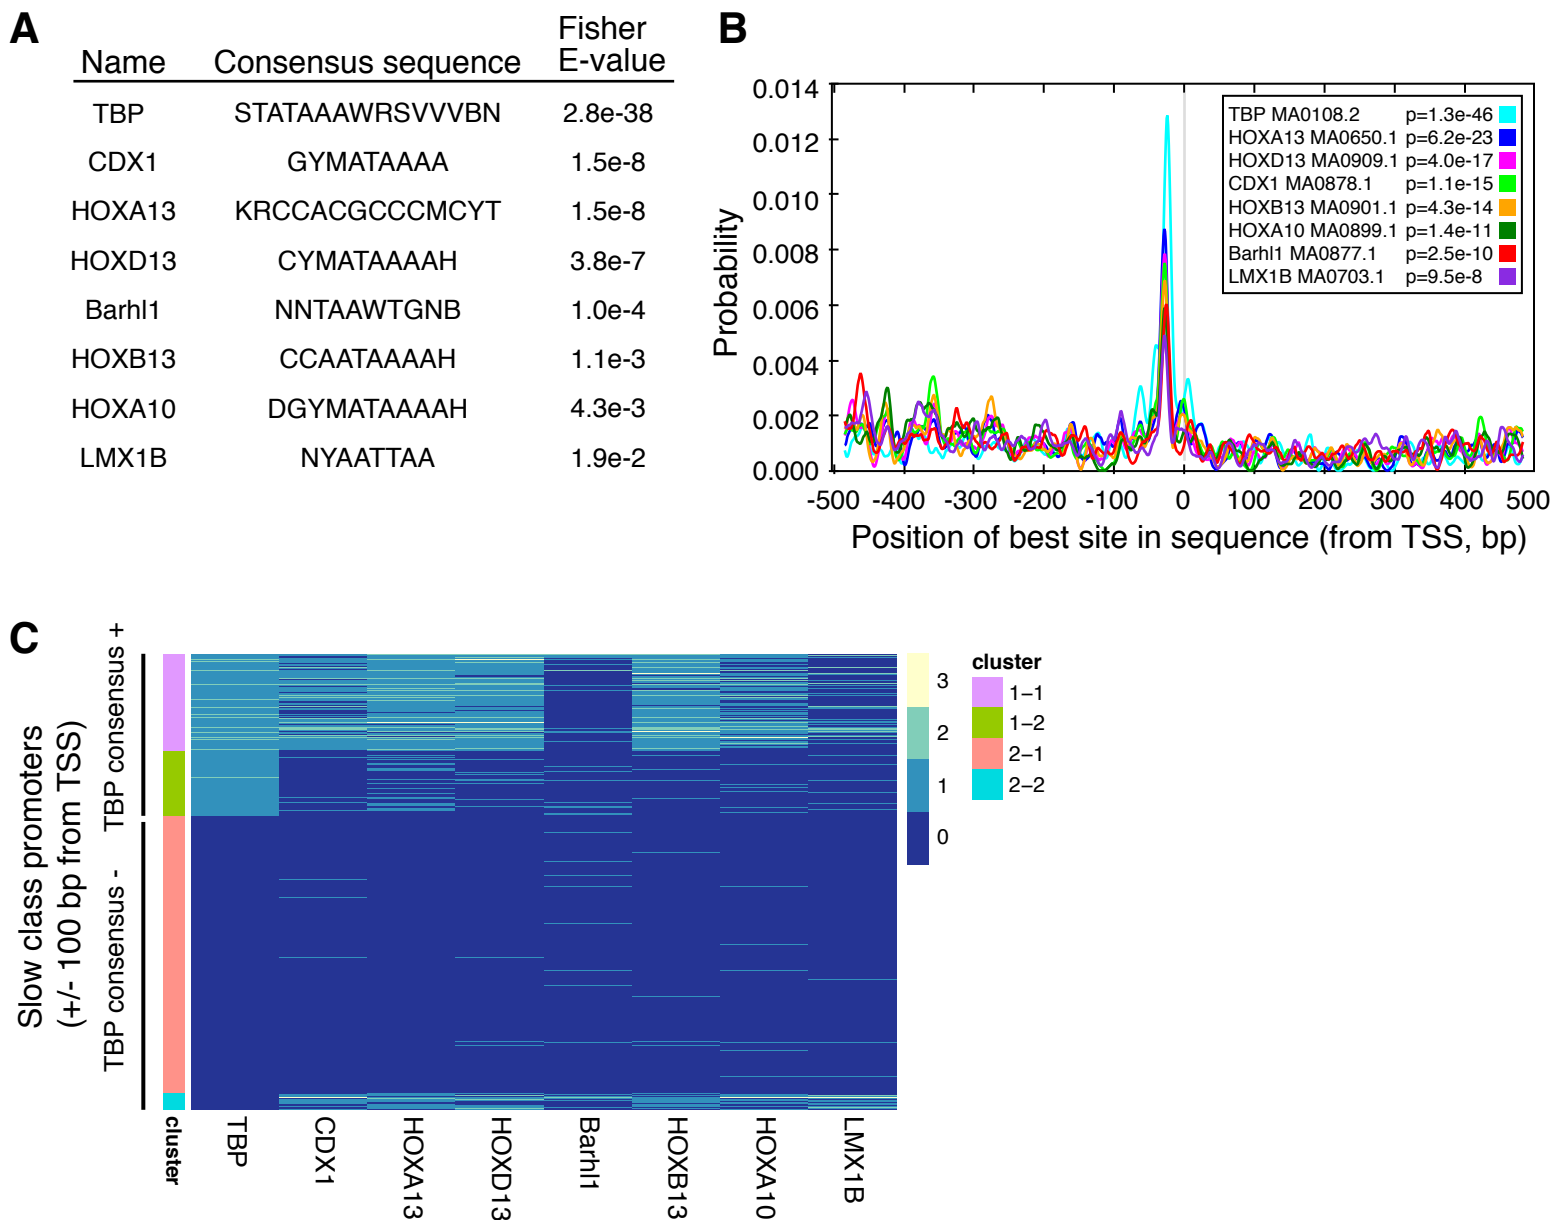 A
Name Consensus sequence Fisher
E-value
TBP STATAAAWRSVVVBN 2.8e-38
CDX1 GYMATAAAA 1.5e-8
HOXA13 KRCCACGCCCMCYT 1.5e-8
HOXD13 CYMATAAAAH 3.8e-7
Barhl1 NNTAAWTGNB 1.0e-4
HOXB13 CCAATAAAAH 1.1e-3
HOXA10 DGYMATAAAAH 4.3e-3
LMX1B NYAATTAA 1.9e-2
B
Probability
0.014
0.012
0.010
0.008
0.006
0.004
0.002
0.000
TBP MA0108.2 p=1.3e-46
HOXA13 MA0650.1 p=6.2e-23
HOXD13 MA0909.1 p=4.0e-17
CDX1 MA0878.1 p=1.1e-15
HOXB13 MA0901.1 p=4.3e-14
HOXA10 MA0899.1 p=1.4e-11
Barhl1 MA0877.1 p=2.5e-10
LMX1B MA0703.1 p=9.5e-8
-500 -400 -300 -200 -100 0 100 200 300 400 500
Position of best site in sequence (from TSS, bp)
C
Slow class promoters
(+/- 100 bp from TSS)
TBP consensus +
TBP consensus -
3
2
1
0
cluster
1-1
1-2
2-1
2-2
cluster
TBP
CDX1
HOXA13
HOXD13
Barhl1
HOXB13
HOXA10
LMX1B